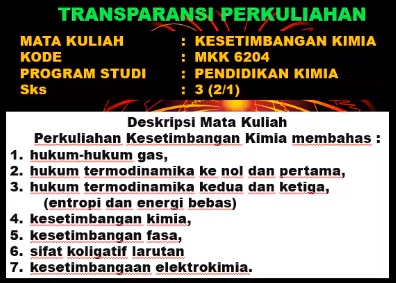 TRANSPARANSI PERKULIAHAN
MATA KULIAH : KESETIMBANGAN KIMIA
KODE : MKK 6204
PROGRAM STUDI : PENDIDIKAN KIMIA
Sks : 3 (2/1)
Deskripsi Mata Kuliah
Perkuliahan Kesetimbangan Kimia membahas :
1. hukum-hukum gas,
2. hukum termodinamika ke nol dan pertama,
3. hukum termodinamika kedua dan ketiga,
(entropi dan energi bebas)
4. kesetimbangan kimia,
5. kesetimbangan fasa,
6. sifat koligatif larutan
7. kesetimbangaan elektrokimia.